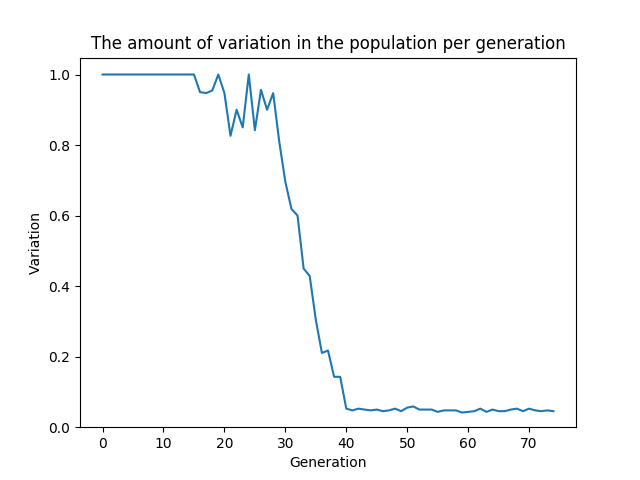 The amount of variation in the population per generation
1.0
0.8
0.6
0.4
0.2
0.0
Variation
0 10 20 30 40 50 60 70
Generation